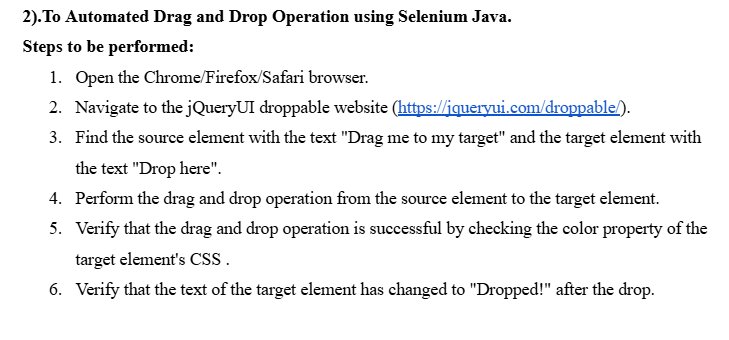 2).To Automated Drag and Drop Operation using Selenium Java.
Steps to be performed:
1. Open the Chrome/Firefox/Safari browser.
2. Navigate to the jQueryUI droppable website (https://jqueryui.com/droppable/).
3. Find the source element with the text "Drag me to my target" and the target element with
the text "Drop here".
4. Perform the drag and drop operation from the source element to the target element.
5. Verify that the drag and drop operation is successful by checking the color property of the
target element's CSS .
6. Verify that the text of the target element has changed to "Dropped!" after the drop.